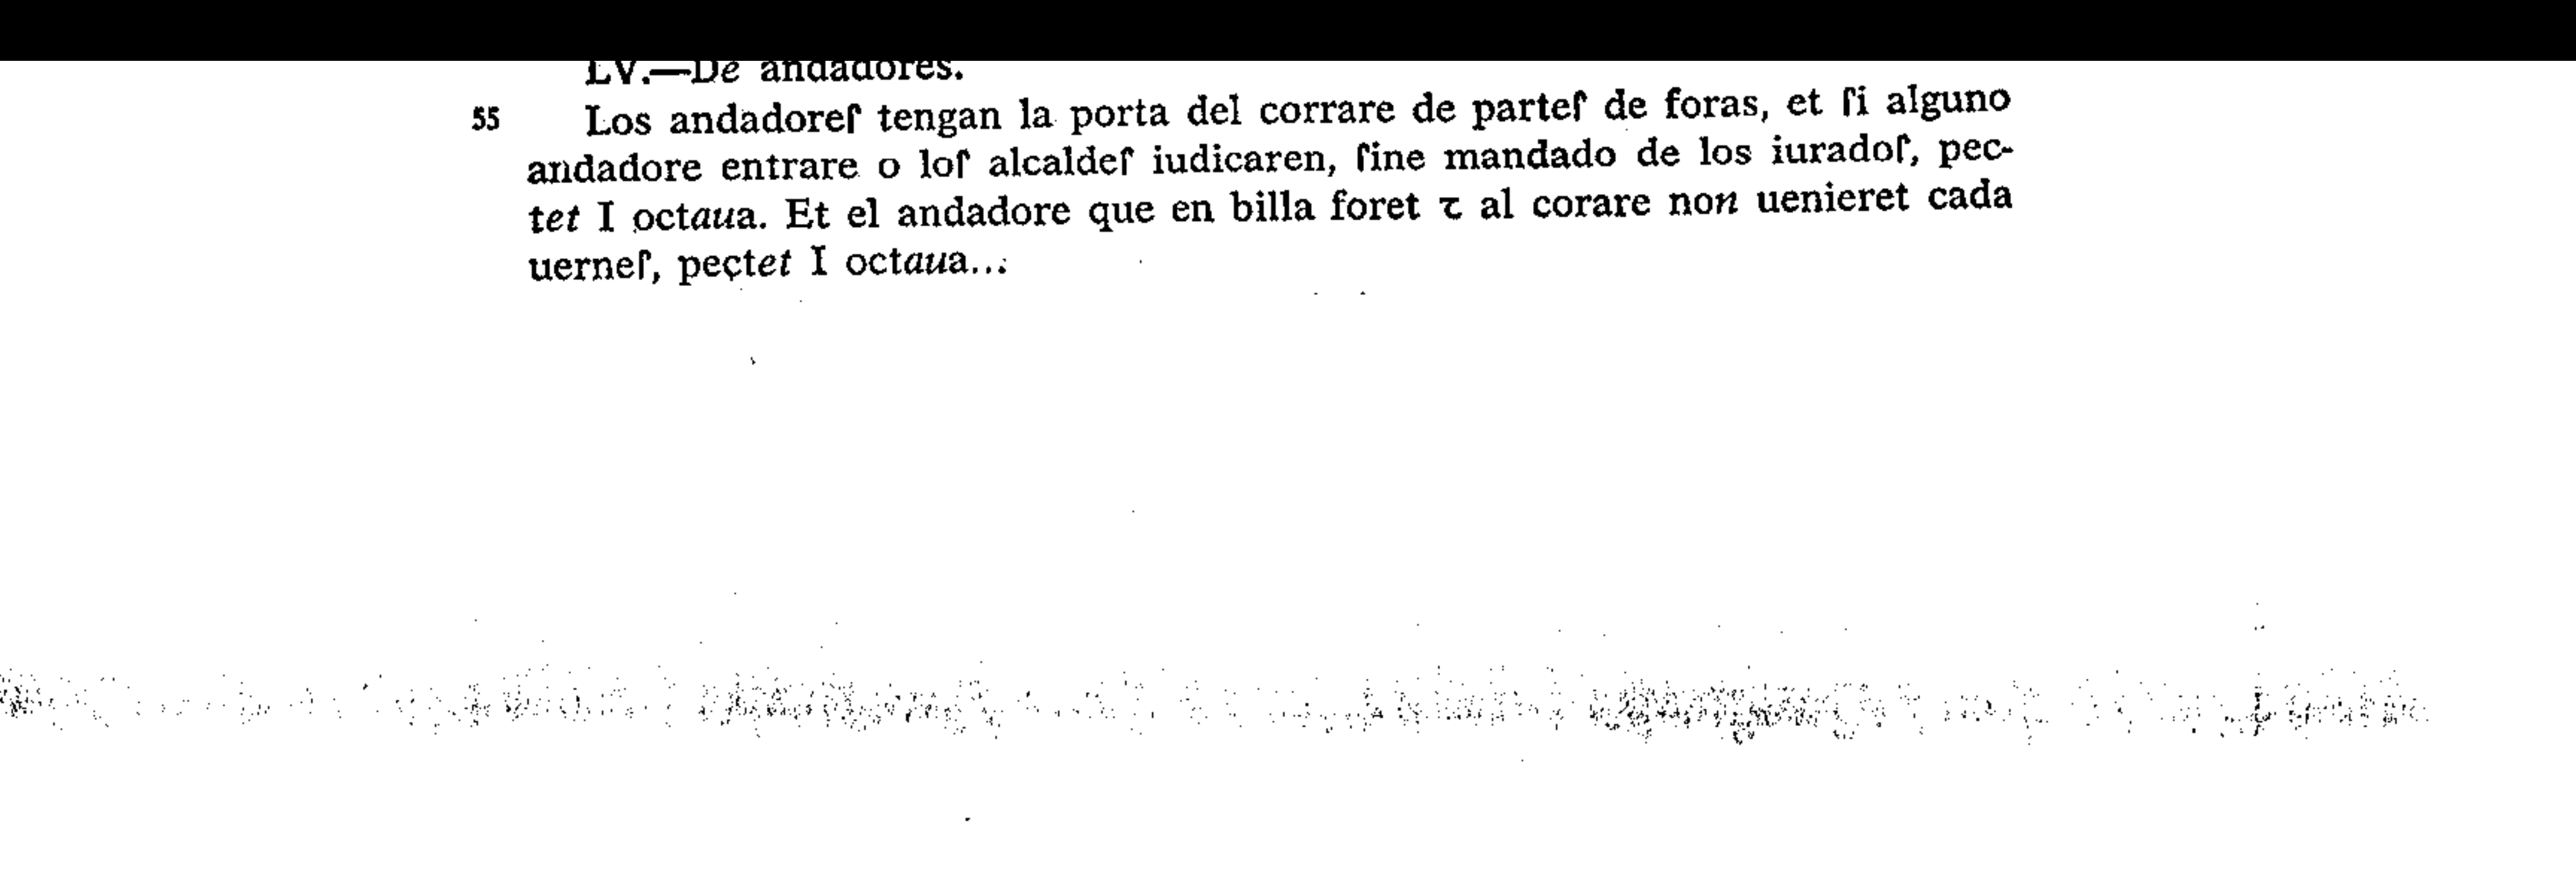 LV.—De andadores.
55 Los andadoreſ tengan la porta del corrare de parteſ de foras, et ſi alguno
andadore entrare o loſ alcaldeſ iudicaren, ſine mandado de los iuradoſ, pec-
tet I octaua. Et el andadore que en billa foret τ al corare non uenieret cada
uerneſ, pectet I octaua...